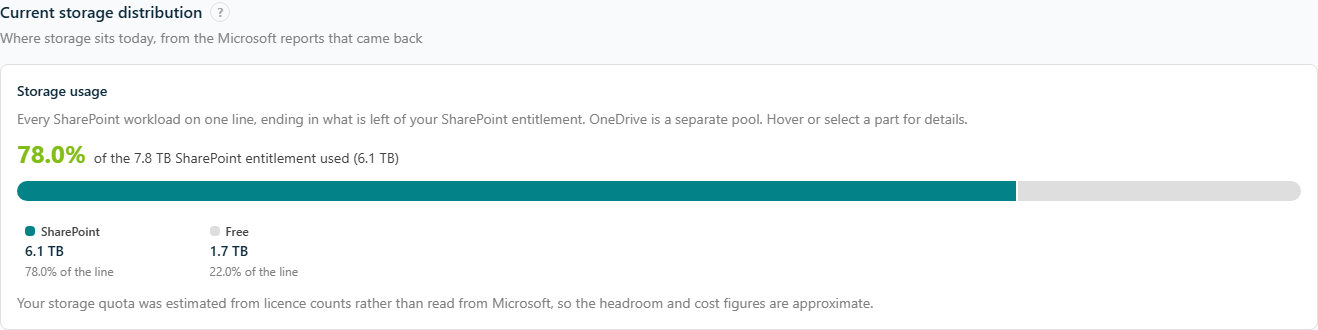 Current storage distribution ?
Where storage sits today, from the Microsoft reports that came back
Storage usage
Every SharePoint workload on one line, ending in what is left of your SharePoint entitlement. OneDrive is a separate pool. Hover or select a part for details.
78.0% of the 7.8 TB SharePoint entitlement used (6.1 TB)
SharePoint Free
6.1 TB 1.7 TB
78.0% of the line 22.0% of the line
Your storage quota was estimated from licence counts rather than read from Microsoft, so the headroom and cost figures are approximate.